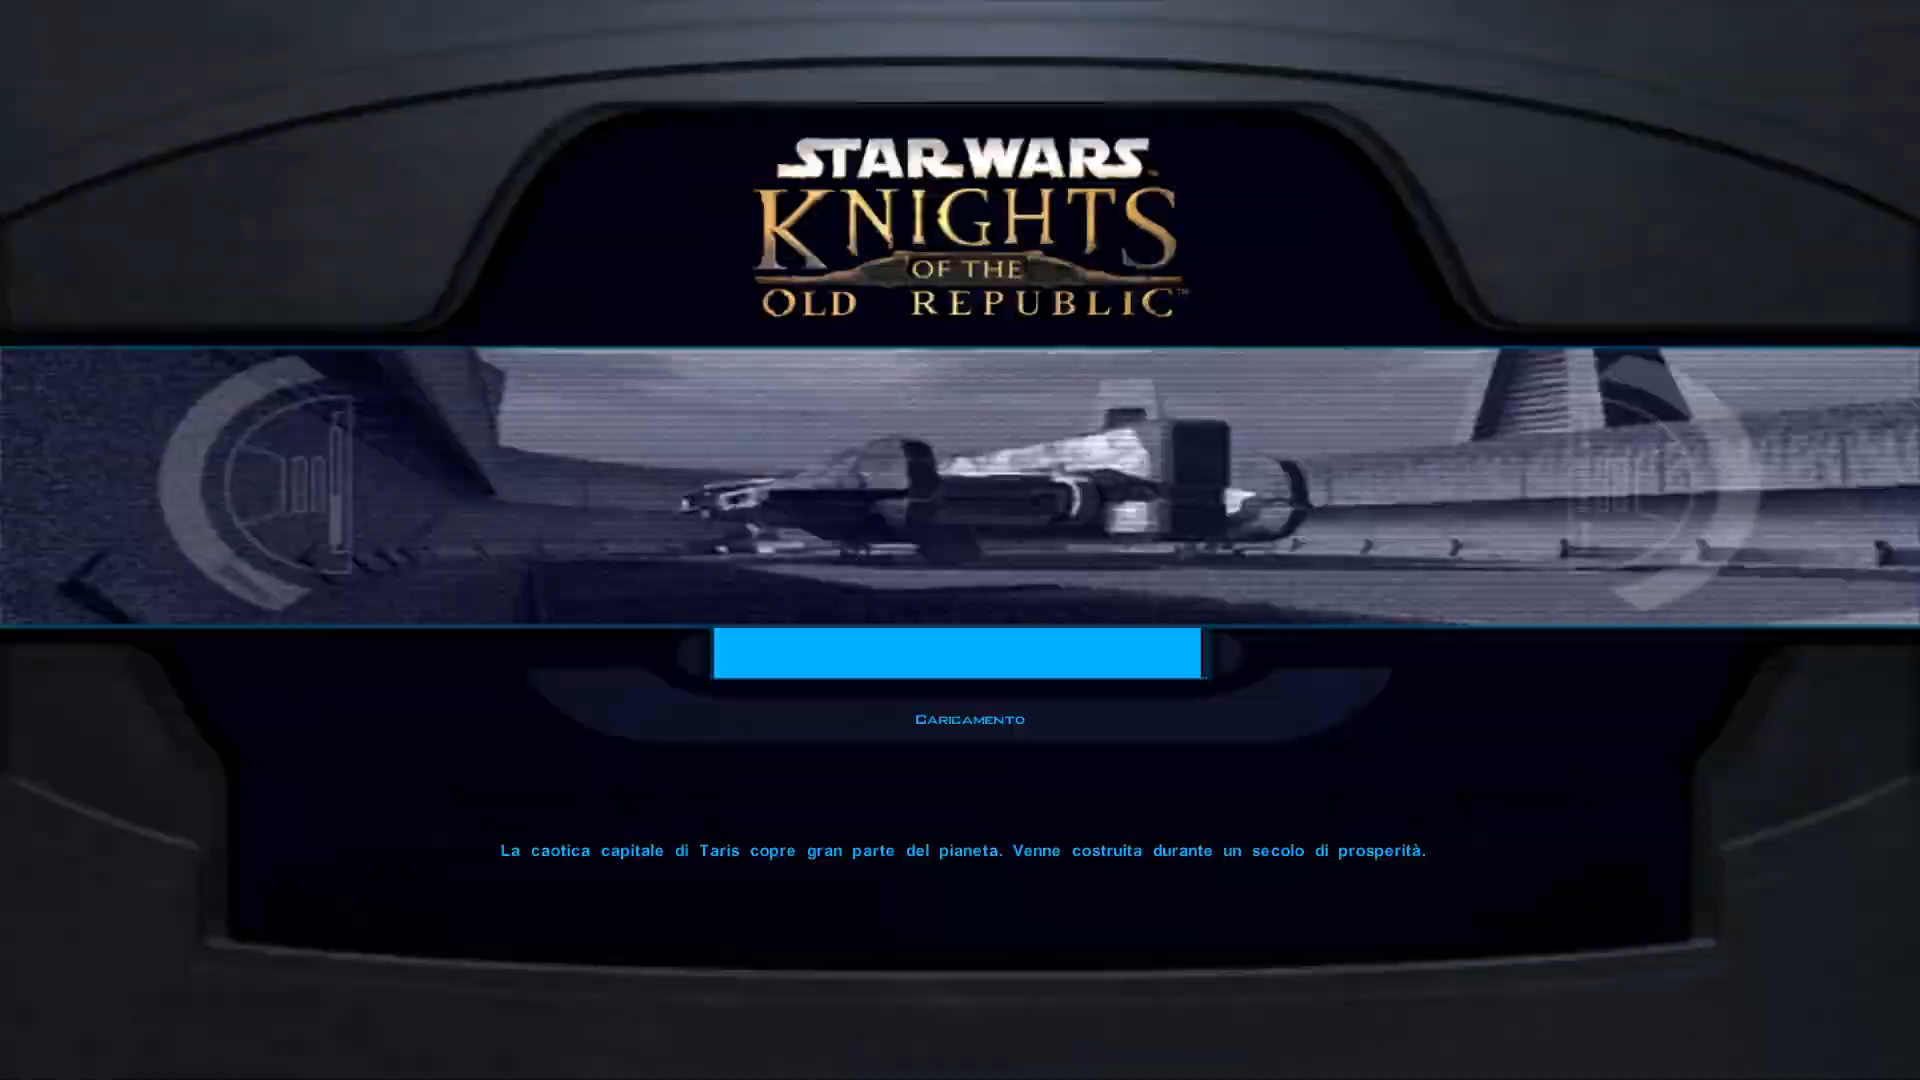 STAR WARS
KNIGHTS
OF THE
OLD REPUBLIC™
CARICAMENTO
La caotica capitale di Taris copre gran parte del pianeta. Venne costruita durante un secolo di prosperità.